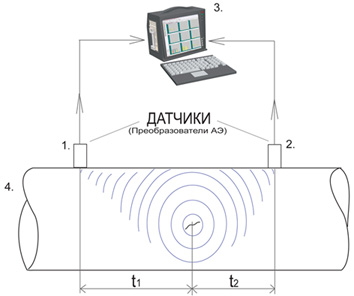 3.
ДАТЧИКИ
(Преобразователи АЭ)
1.
2.
4.
t1
t2